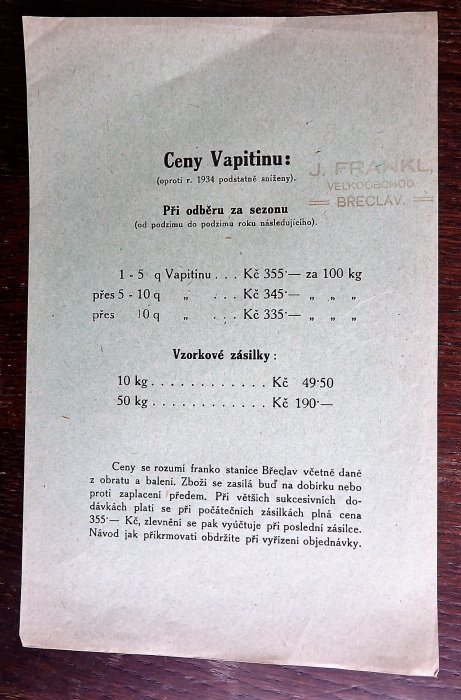 Ceny Vapitinu:
(oproti r. 1934 podstatně sníženy).
J. FRANKL,
VELKOOBCHOD
BŘECLAV.
Při odběru za sezonu
(od podzimu do podzimu roku následujícího).
1 - 5 q Vapitinu . . . Kč 355·— za 100 kg
přes 5 - 10 q „ . . . Kč 345·— „ „ „
přes 10 q „ . . . Kč 335·— „ „ „
Vzorkové zásilky:
10 kg . . . . . . . . . . . . Kč 49·50
50 kg . . . . . . . . . . . . Kč 190·—
Ceny se rozumí franko stanice Břeclav včetně daně
z obratu a balení. Zboží se zasílá buď na dobírku nebo
proti zaplacení předem. Při větších sukcesivních do-
dávkách platí se při počátečních zásilkách plná cena
355·— Kč, zlevnění se pak vyúčtuje při poslední zásilce.
Návod jak přikrmovati obdržíte při vyřízení objednávky.